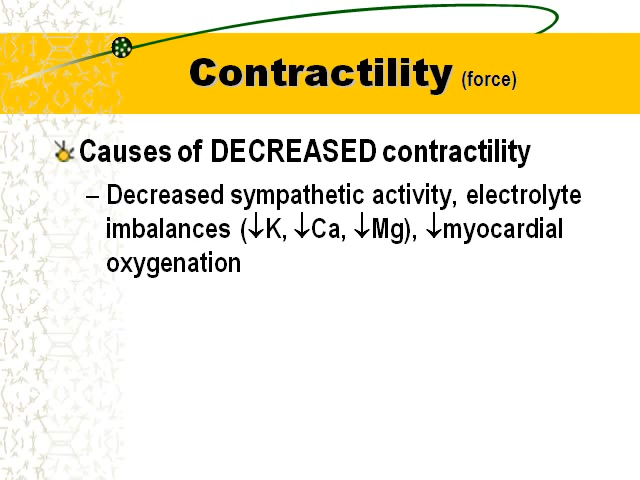 Contractility (force)
Causes of DECREASED contractility
– Decreased sympathetic activity, electrolyte
imbalances (↓K, ↓Ca, ↓Mg), ↓myocardial
oxygenation